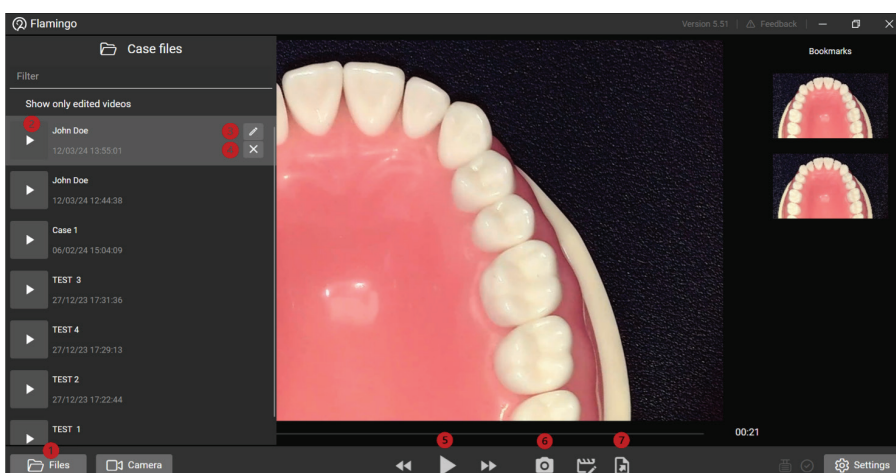 Flamingo
Version 5.51
Feedback
Case files
Bookmarks
Filter
Show only edited videos
John Doe
12/03/24 13:55:01
John Doe
12/03/24 12:44:38
Case 1
06/02/24 15:04:09
TEST 3
27/12/23 17:31:36
TEST 4
27/12/23 17:29:13
TEST 2
27/12/23 17:22:44
TEST 1
00:21
1
5
6
7
Files
Camera
Settings